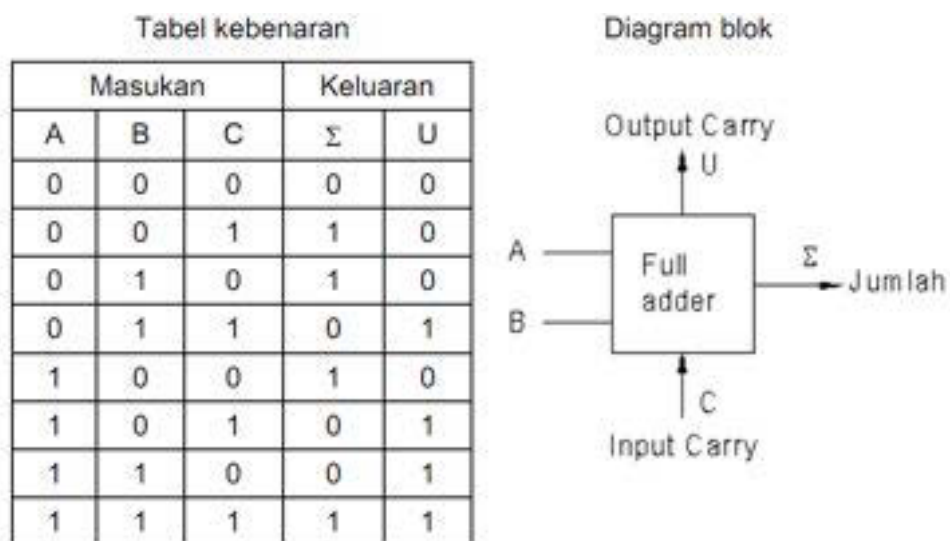 Tabel kebenaran
Masukan Keluaran
A B C Σ U
0 0 0 0 0
0 0 1 1 0
0 1 0 1 0
0 1 1 0 1
1 0 0 1 0
1 0 1 0 1
1 1 0 0 1
1 1 1 1 1
Diagram blok
Output Carry
U
A
B
Full
adder
Σ
Jumlah
C
Input Carry